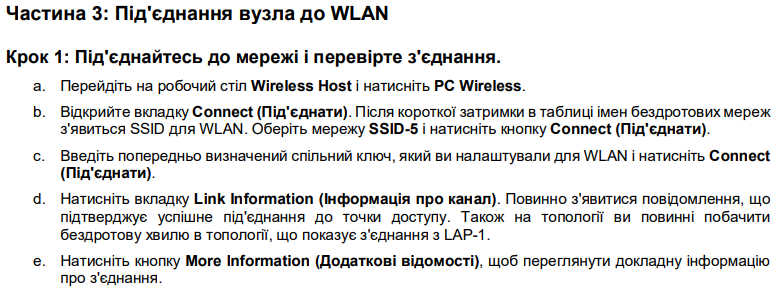 Частина 3: Під'єднання вузла до WLAN
Крок 1: Під'єднайтесь до мережі і перевірте з'єднання.
a. Перейдіть на робочий стіл Wireless Host і натисніть PC Wireless.
b. Відкрийте вкладку Connect (Під'єднати). Після короткої затримки в таблиці імен бездротових мереж
з'явиться SSID для WLAN. Оберіть мережу SSID-5 і натисніть кнопку Connect (Під'єднати).
c. Введіть попередньо визначений спільний ключ, який ви налаштували для WLAN і натисніть Connect
(Під'єднати).
d. Натисніть вкладку Link Information (Інформація про канал). Повинно з'явитися повідомлення, що
підтверджує успішне під'єднання до точки доступу. Також на топології ви повинні побачити
бездротову хвилю в топології, що показує з'єднання з LAP-1.
e. Натисніть кнопку More Information (Додаткові відомості), щоб переглянути докладну інформацію
про з'єднання.